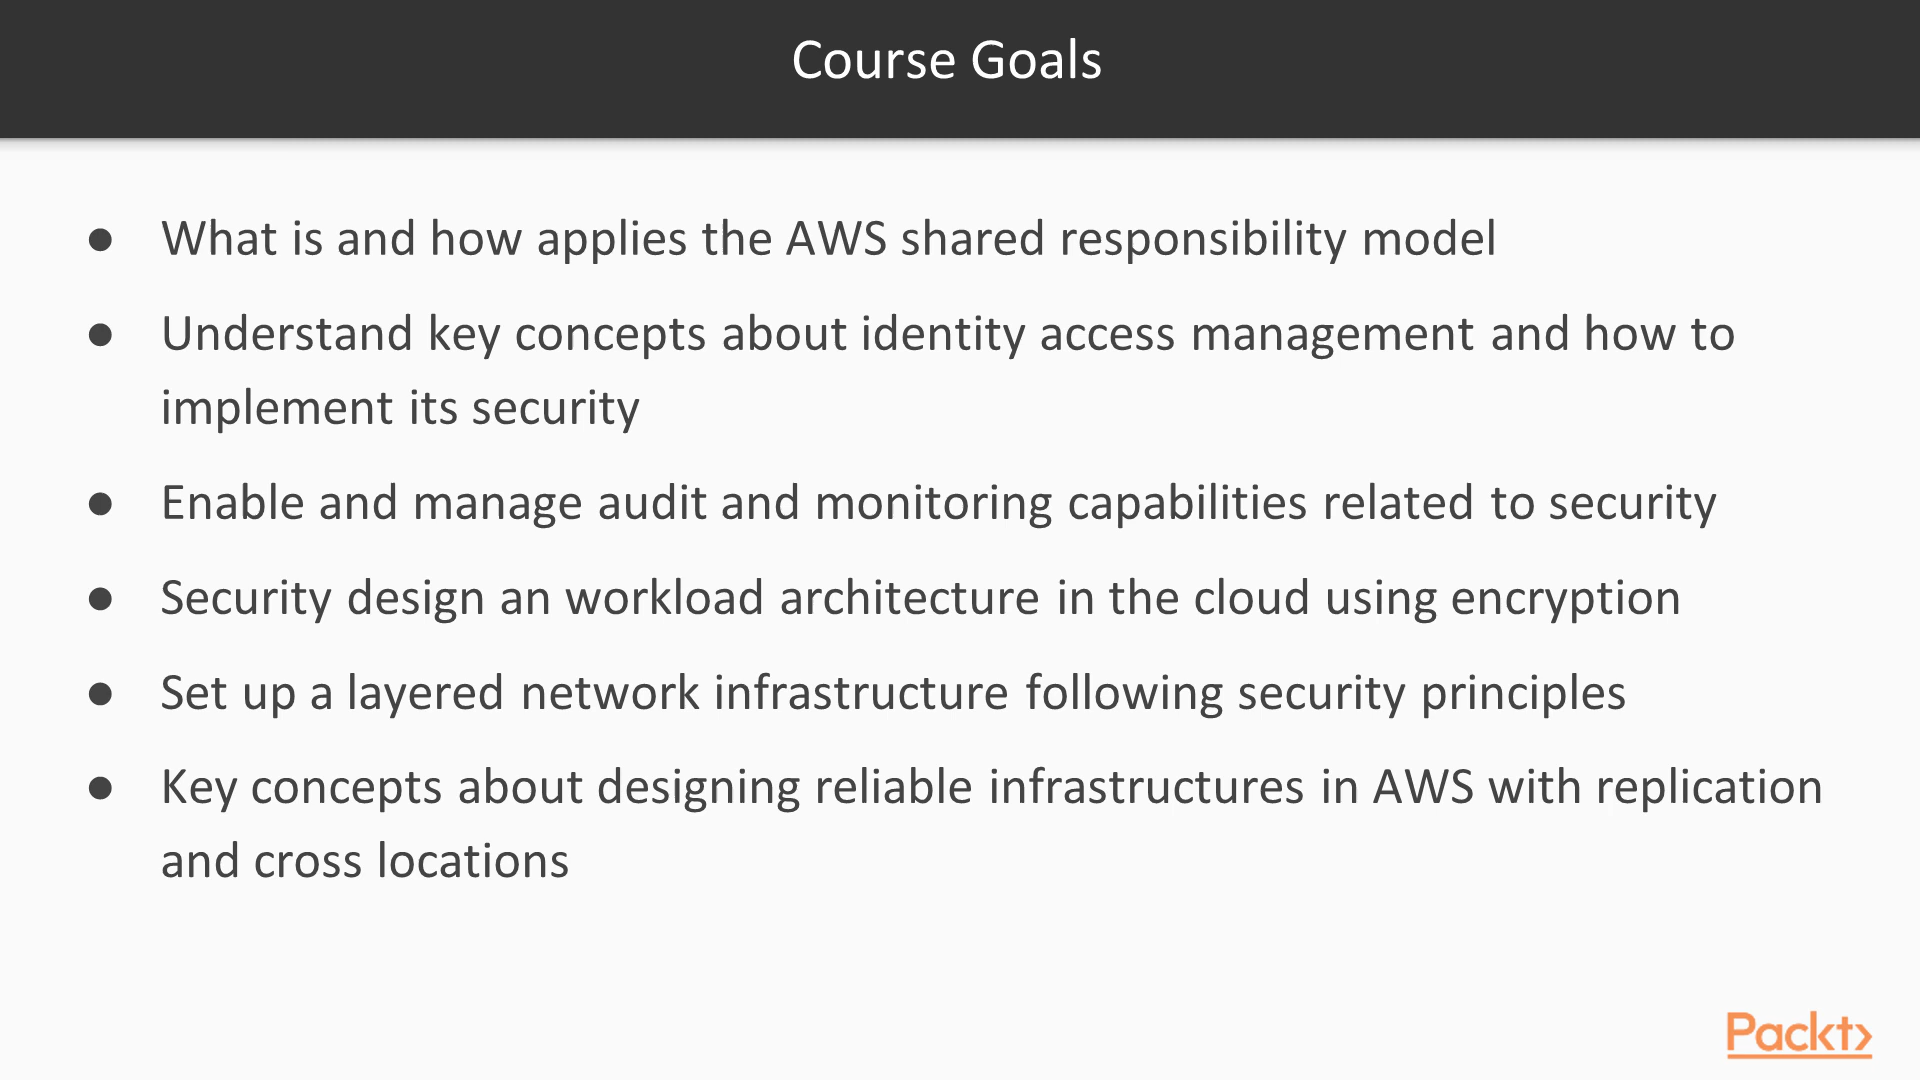 Course Goals
● What is and how applies the AWS shared responsibility model
● Understand key concepts about identity access management and how to
implement its security
● Enable and manage audit and monitoring capabilities related to security
● Security design an workload architecture in the cloud using encryption
● Set up a layered network infrastructure following security principles
● Key concepts about designing reliable infrastructures in AWS with replication
and cross locations
Packt>